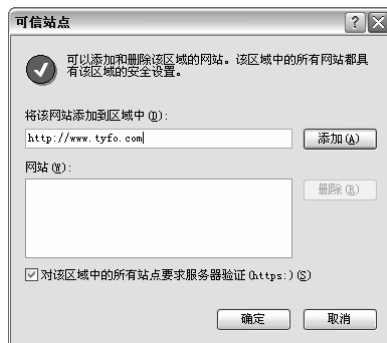 可信站点
可以添加和删除该区域的网站。该区域中的所有网站都具
有该区域的安全设置。
将该网站添加到区域中(D):
http://www.tyfo.com
添加(A)
网站(W):
删除(R)
对该区域中的所有站点要求服务器验证(https:)(S)
确定
取消